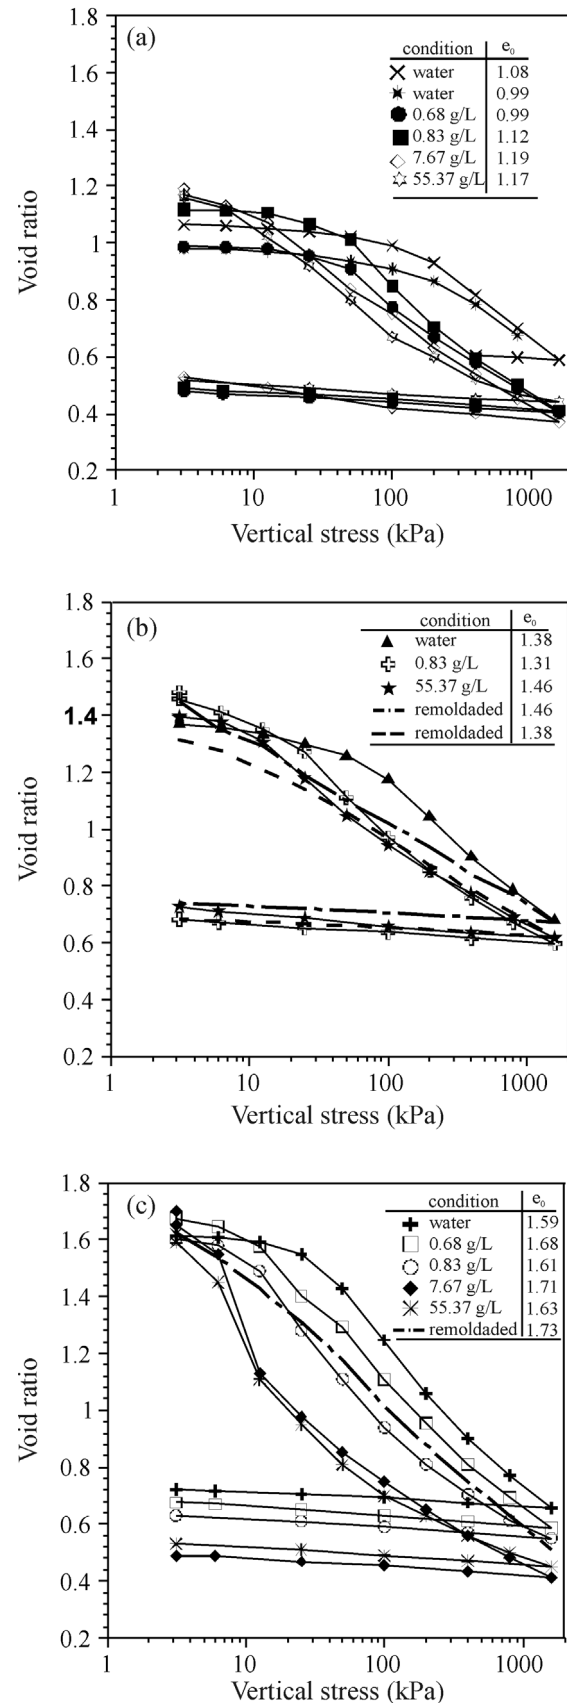 1.8
(a)
condition e₀
1.6
water 1.08
water 0.99
1.4
0.68 g/L 0.99
0.83 g/L 1.12
7.67 g/L 1.19
1.2
55.37 g/L 1.17
Void ratio
1
0.8
0.6
0.4
0.2
1 10 100 1000
Vertical stress (kPa)
1.8
(b)
condition e₀
water 1.38
1.6
0.83 g/L 1.31
55.37 g/L 1.46
1.4
remoldaded 1.46
remoldaded 1.38
1.2
Void ratio
1
0.8
0.6
0.4
0.2
1 10 100 1000
Vertical stress (kPa)
1.8
(c)
condition e₀
water 1.59
1.6
0.68 g/L 1.68
0.83 g/L 1.61
7.67 g/L 1.71
1.4
55.37 g/L 1.63
remoldaded 1.73
1.2
Void ratio
1
0.8
0.6
0.4
0.2
1 10 100 1000
Vertical stress (kPa)